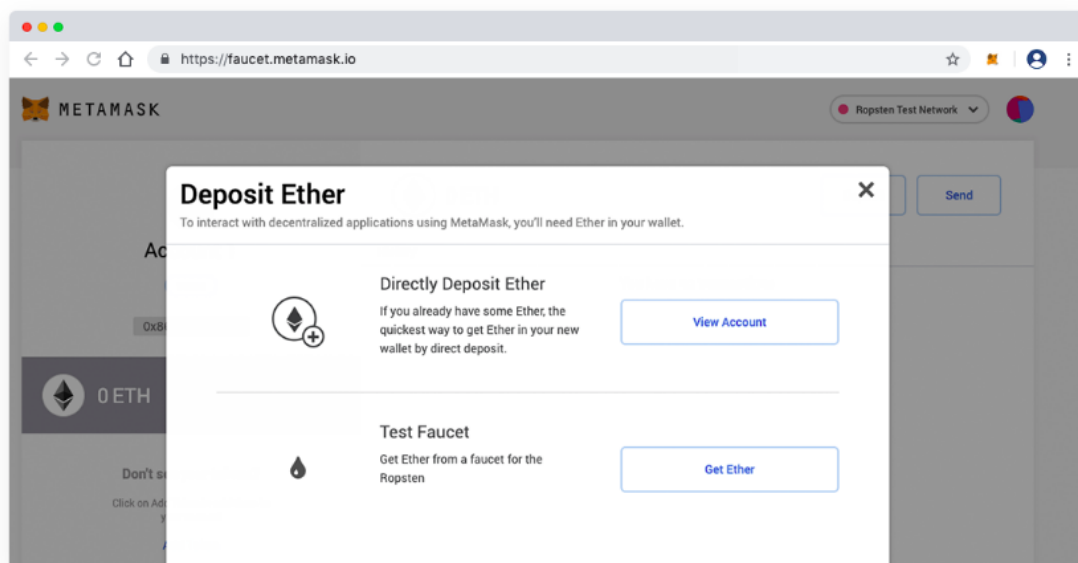 https://faucet.metamask.io
METAMASK
Ropsten Test Network
Deposit Ether
To interact with decentralized applications using MetaMask, you'll need Ether in your wallet.
Send
Directly Deposit Ether
If you already have some Ether, the
quickest way to get Ether in your new
wallet by direct deposit.
View Account
0 ETH
Test Faucet
Get Ether from a faucet for the
Ropsten
Get Ether
Don't
Click on